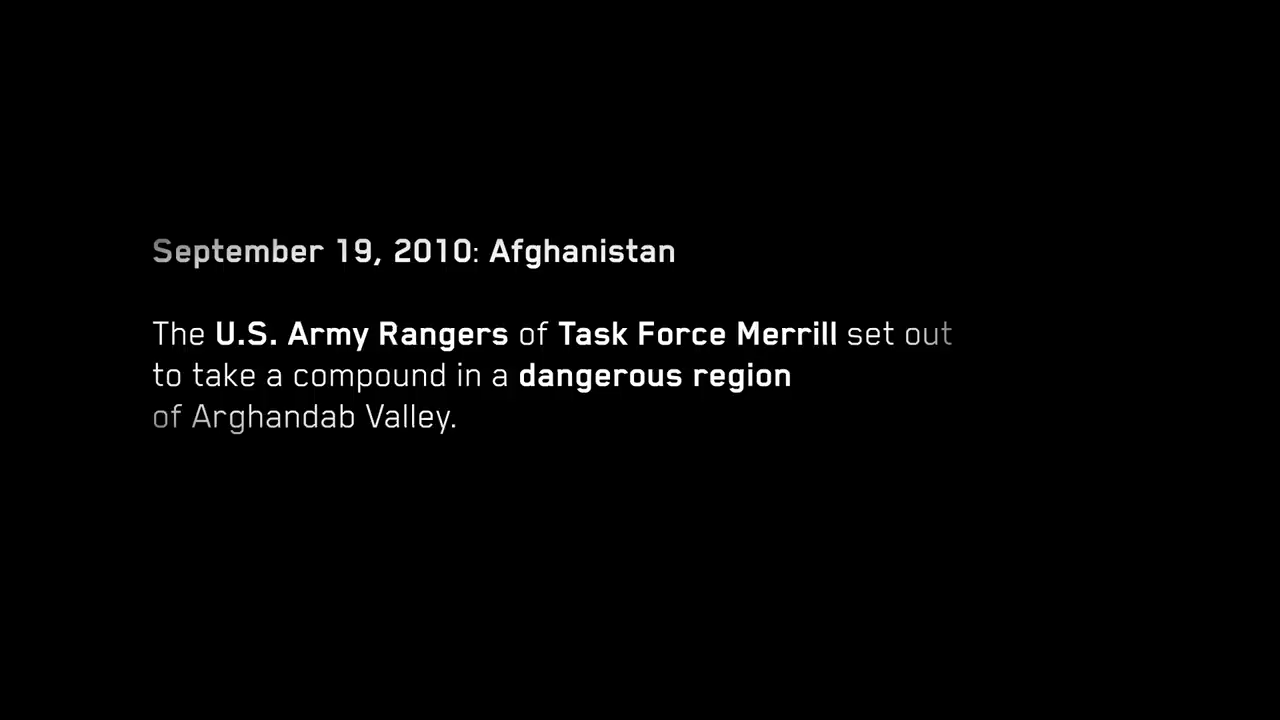 September 19, 2010: Afghanistan
The U.S. Army Rangers of Task Force Merrill set out
to take a compound in a dangerous region
of Arghandab Valley.